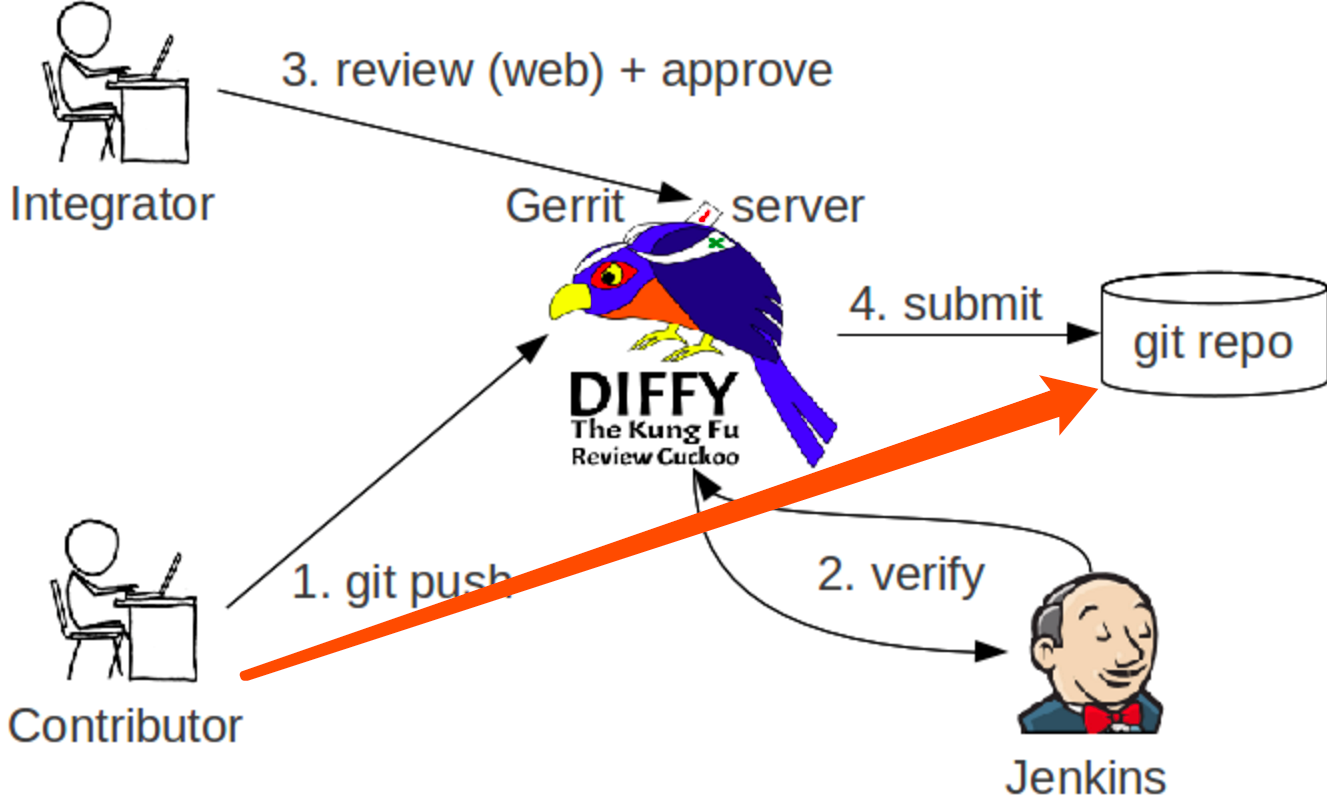 3. review (web) + approve
Integrator
Gerrit server
4. submit
git repo
DIFFY
The Kung Fu
Review Cuckoo
1. git push
2. verify
Contributor
Jenkins